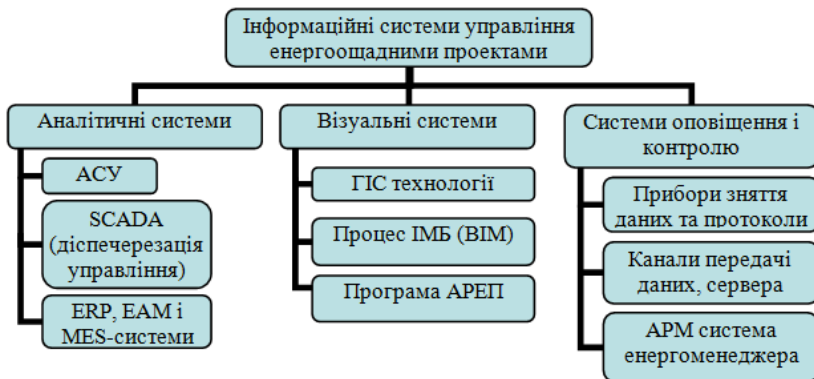 Інформаційні системи управління
енергоощадними проектами
Аналітичні системи
АСУ
SCADA
(діспечерезація
управління)
ERP, EAM і
MES-системи
Візуальні системи
ГІС технології
Процес ІМБ (BIM)
Програма АРЕП
Системи оповіщення і
контролю
Прибори зняття
даних та протоколи
Канали передачі
даних, сервера
АРМ система
енергоменеджера